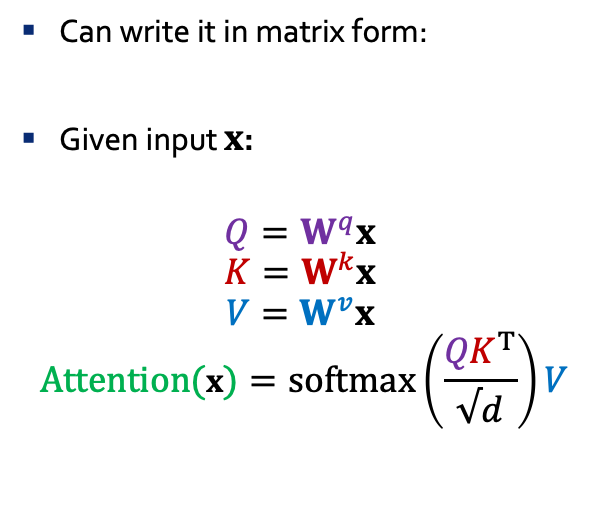 ▪ Can write it in matrix form:
▪ Given input 𝐱:
𝑄 = 𝐖^𝑞 𝐱
𝐾 = 𝐖^𝑘 𝐱
𝑉 = 𝐖^𝑣 𝐱
Attention(𝐱) = softmax(𝑄𝐾^T / √𝑑) 𝑉